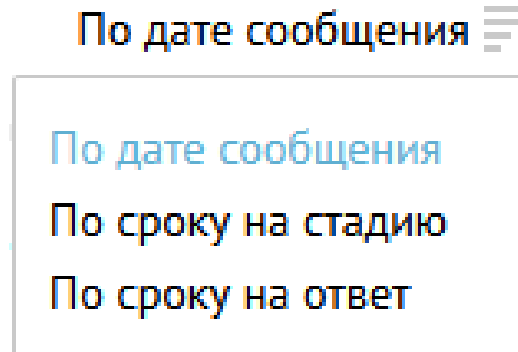 По дате сообщения
По дате сообщения
По сроку на стадию
По сроку на ответ